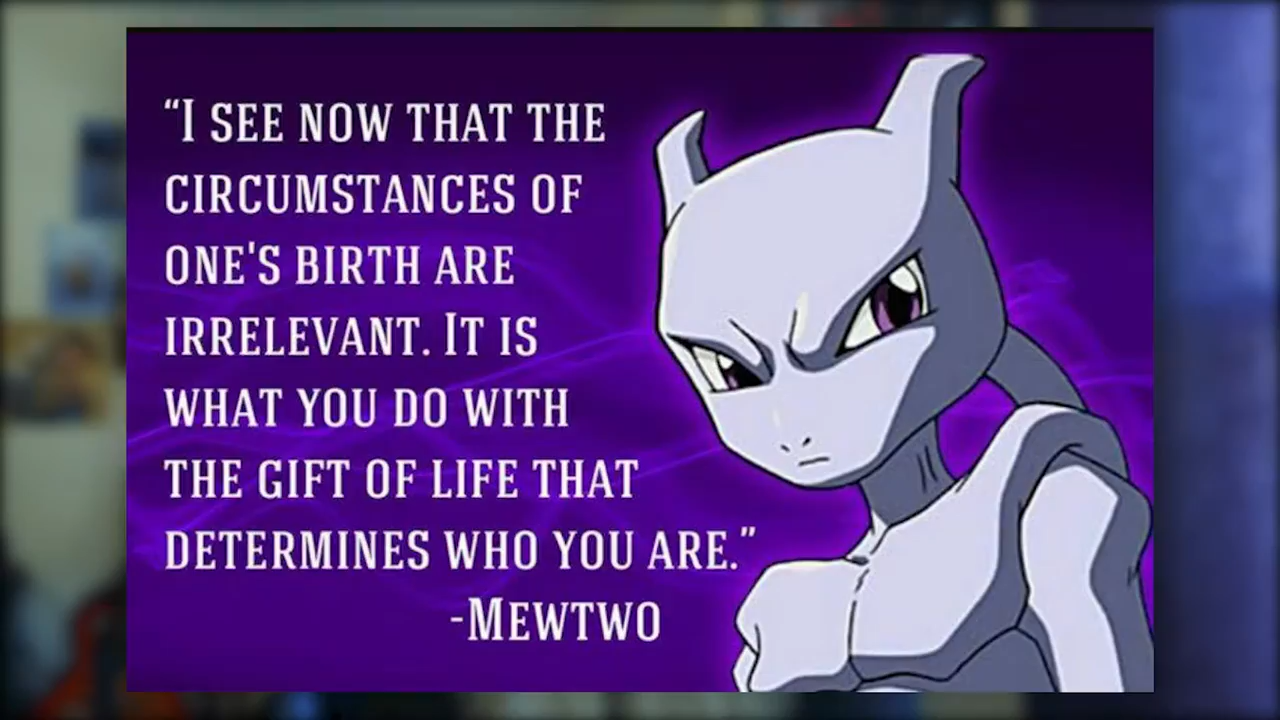 “I see now that the
circumstances of
one's birth are
irrelevant. It is
what you do with
the gift of life that
determines who you are.”
-Mewtwo